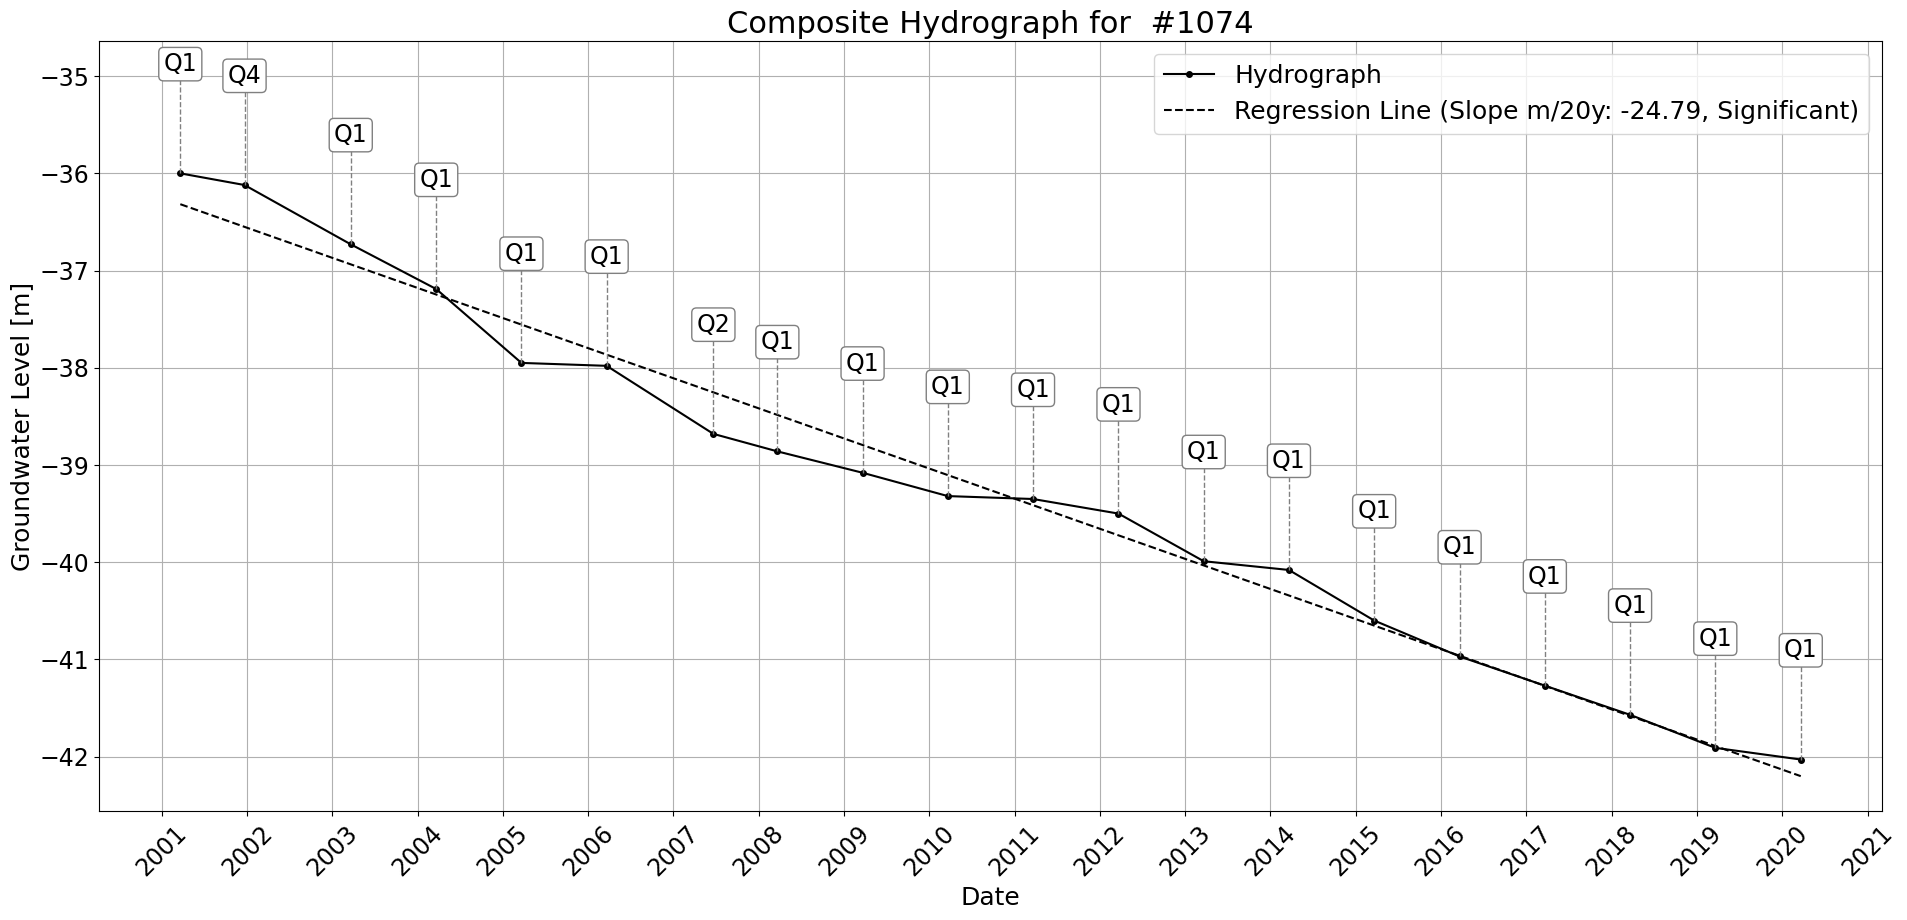 Composite Hydrograph for  #1074
Hydrograph
Regression Line (Slope m/20y: -24.79, Significant)
Groundwater Level [m]
−35
−36
−37
−38
−39
−40
−41
−42
Q1
Q4
Q1
Q1
Q1
Q1
Q2
Q1
Q1
Q1
Q1
Q1
Q1
Q1
Q1
Q1
Q1
Q1
Q1
Q1
2001
2002
2003
2004
2005
2006
2007
2008
2009
2010
2011
2012
2013
2014
2015
2016
2017
2018
2019
2020
2021
Date